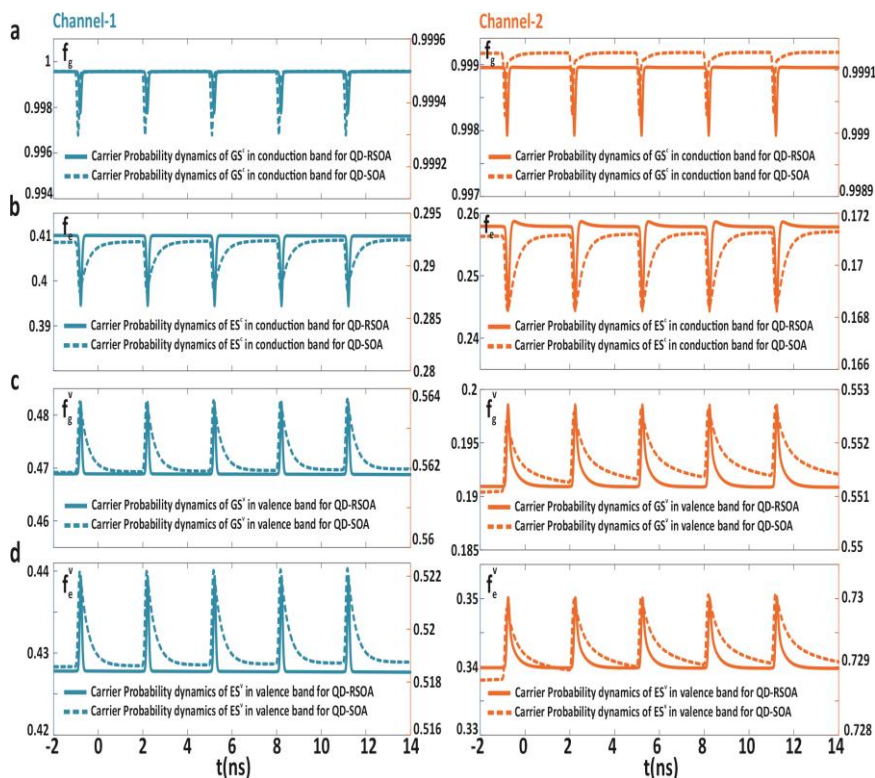 Channel-1
Channel-2
a
f_g
1
0.998
0.996
0.994
0.9996
0.9994
0.9992
Carrier Probability dynamics of GS^c in conduction band for QD-RSOA
Carrier Probability dynamics of GS^c in conduction band for QD-SOA
f_g
0.999
0.998
0.997
0.9991
0.999
0.9989
Carrier Probability dynamics of GS^c in conduction band for QD-RSOA
Carrier Probability dynamics of GS^c in conduction band for QD-SOA
b
f_e
0.41
0.4
0.39
0.295
0.29
0.285
0.28
Carrier Probability dynamics of ES^c in conduction band for QD-RSOA
Carrier Probability dynamics of ES^c in conduction band for QD-SOA
f_e
0.26
0.25
0.24
0.172
0.17
0.168
0.166
Carrier Probability dynamics of ES^c in conduction band for QD-RSOA
Carrier Probability dynamics of ES^c in conduction band for QD-SOA
c
f_g^v
0.48
0.47
0.46
0.564
0.562
0.56
Carrier Probability dynamics of GS^v in valence band for QD-RSOA
Carrier Probability dynamics of GS^v in valence band for QD-SOA
f_g^v
0.2
0.195
0.191
0.185
0.553
0.552
0.551
0.55
Carrier Probability dynamics of GS^v in valence band for QD-RSOA
Carrier Probability dynamics of GS^v in valence band for QD-SOA
d
f_e^v
0.44
0.43
0.42
0.522
0.52
0.518
0.516
Carrier Probability dynamics of ES^v in valence band for QD-RSOA
Carrier Probability dynamics of ES^v in valence band for QD-SOA
f_e^v
0.35
0.34
0.33
0.73
0.729
0.728
Carrier Probability dynamics of ES^v in valence band for QD-RSOA
Carrier Probability dynamics of ES^v in valence band for QD-SOA
-2 0 2 4 6 8 10 12 14
t(ns)
-2 0 2 4 6 8 10 12 14
t(ns)